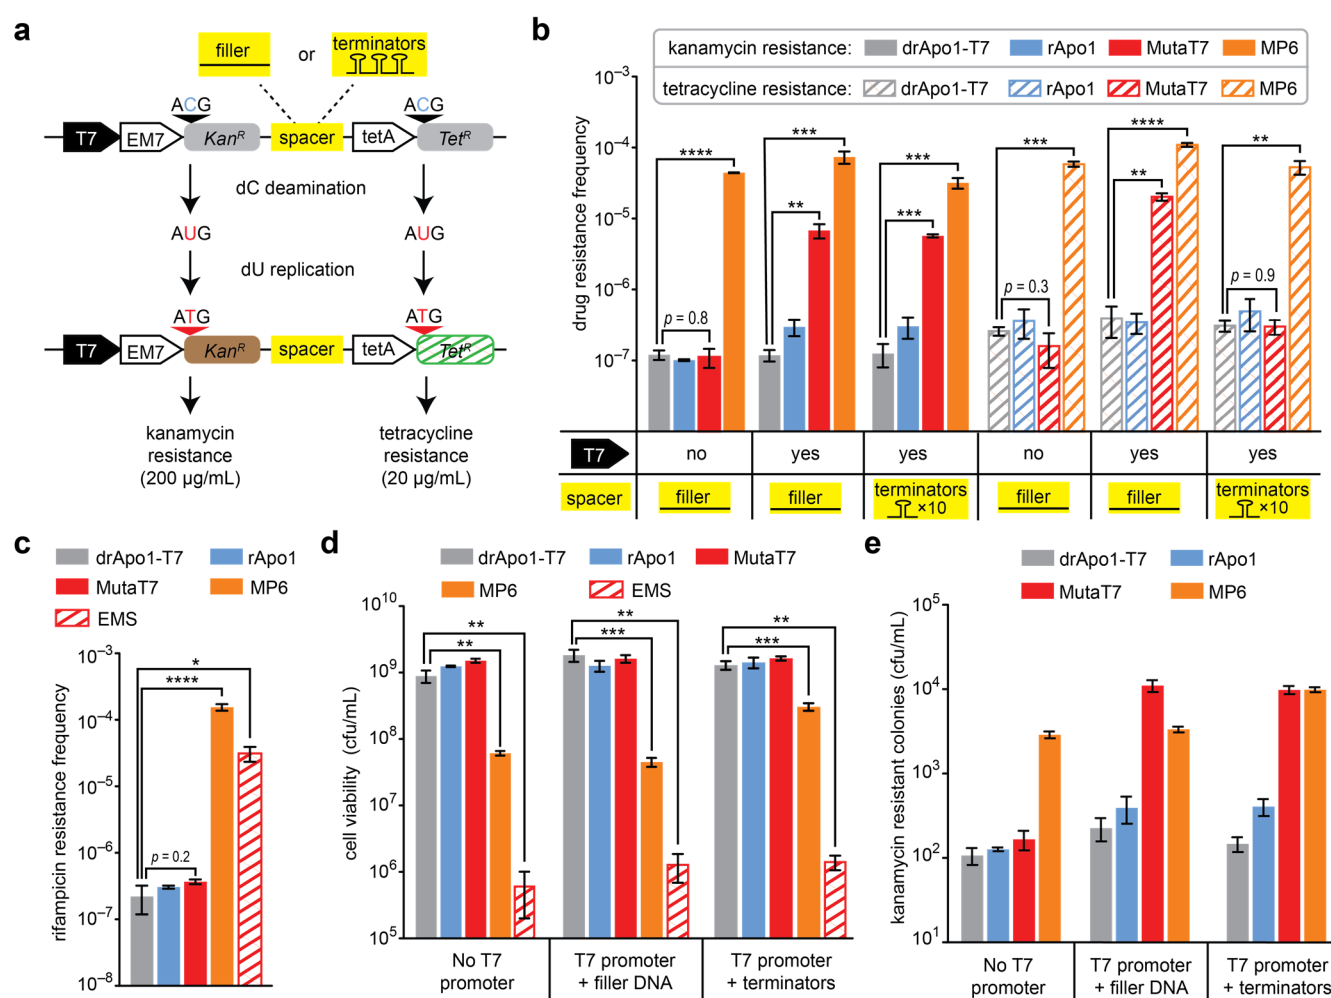 a
filler
or
terminators
ACG
ACG
T7
EM7
KanR
spacer
tetA
TetR
dC deamination
AUG
AUG
dU replication
ATG
ATG
T7
EM7
KanR
spacer
tetA
TetR
kanamycin
resistance
(200 µg/mL)
tetracycline
resistance
(20 µg/mL)
b
kanamycin resistance: drApo1-T7 rApo1 MutaT7 MP6
tetracycline resistance: drApo1-T7 rApo1 MutaT7 MP6
drug resistance frequency
10−3
10−4
10−5
10−6
10−7
****
p = 0.8
***
**
***
***
***
p = 0.3
****
**
**
p = 0.9
T7 no yes yes no yes yes
spacer filler filler terminators ×10 filler filler terminators ×10
c
drApo1-T7 rApo1
MutaT7 MP6
EMS
rifampicin resistance frequency
10−3
10−4
10−5
10−6
10−7
10−8
*
****
p = 0.2
d
drApo1-T7 rApo1 MutaT7
MP6 EMS
cell viability (cfu/mL)
1010
109
108
107
106
105
**
**
**
***
**
***
No T7
promoter
T7 promoter
+ filler DNA
T7 promoter
+ terminators
e
drApo1-T7 rApo1
MutaT7 MP6
kanamycin resistant colonies (cfu/mL)
105
104
103
102
101
No T7
promoter
T7 promoter
+ filler DNA
T7 promoter
+ terminators